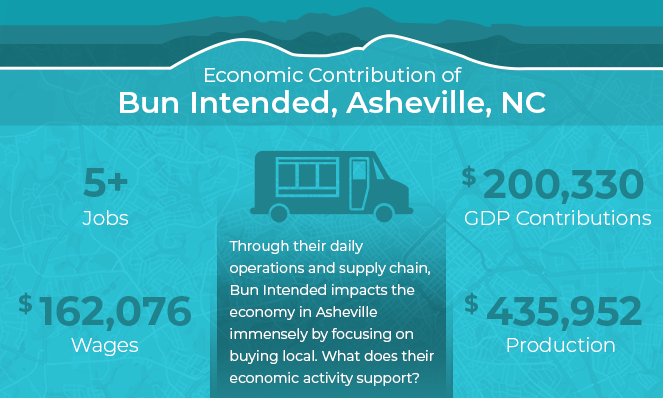 Economic Contribution of
Bun Intended, Asheville, NC
5+
Jobs
$200,330
GDP Contributions
Through their daily
operations and supply chain,
Bun Intended impacts the
economy in Asheville
immensely by focusing on
buying local. What does their
economic activity support?
$162,076
Wages
$435,952
Production